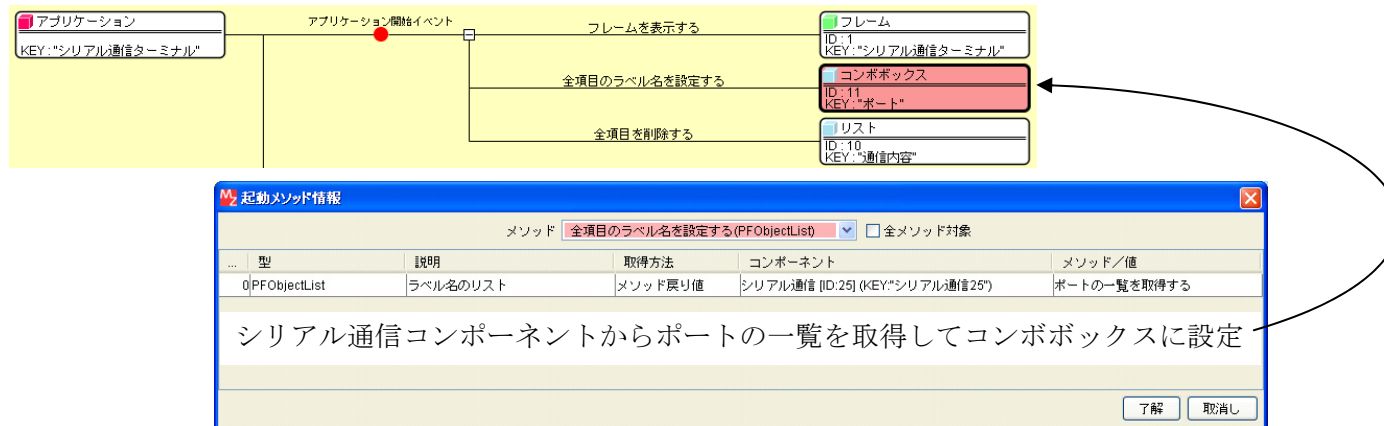 アプリケーション
KEY:"シリアル通信ターミナル"
アプリケーション開始イベント
フレームを表示する
フレーム
ID:1
KEY:"シリアル通信ターミナル"
全項目のラベル名を設定する
コンボボックス
ID:11
KEY:"ポート"
全項目を削除する
リスト
ID:10
KEY:"通信内容"
MZ 起動メソッド情報
メソッド 全項目のラベル名を設定する(PFObjectList) 全メソッド対象
... 型 説明 取得方法 コンポーネント メソッド/値
0 PFObjectList ラベル名のリスト メソッド戻り値 シリアル通信 [ID:25] (KEY:"シリアル通信25") ポートの一覧を取得する
シリアル通信コンポーネントからポートの一覧を取得してコンボボックスに設定
了解 取消し